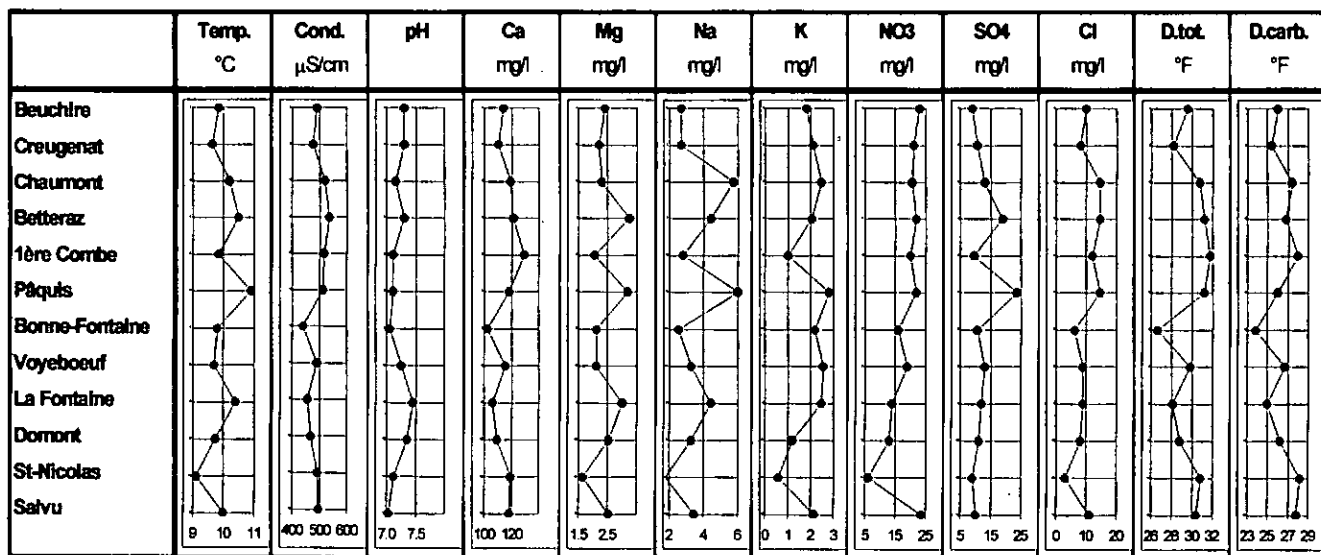 Temp. Cond. pH Ca Mg Na K NO3 SO4 Cl D.tot. D.carb.
°C µS/cm mg/l mg/l mg/l mg/l mg/l mg/l mg/l °F °F
Beuchire
Creugenat
Chaumont
Betteraz
1ère Combe
Pâquis
Bonne-Fontaine
Voyeboeuf
La Fontaine
Domont
St-Nicolas
Salvu
9 10 11 400 500 600 7.0 7.5 100 120 1.5 2.5 2 4 6 0 1 2 3 5 15 25 5 15 25 0 10 20 26 28 30 32 23 25 27 29